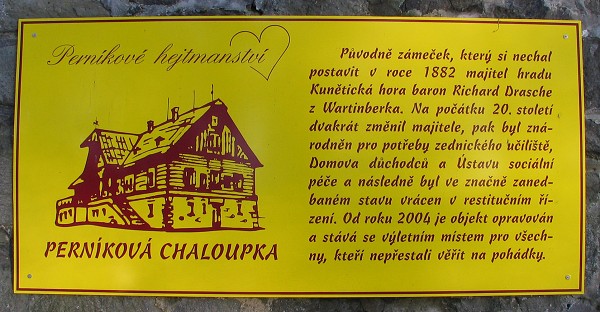 Perníkové hejtmanství
PERNÍKOVÁ CHALOUPKA
Původně zámeček, který si nechal
postavit v roce 1882 majitel hradu
Kunětická hora baron Richard Drasche
z Wartinberka. Na počátku 20. století
dvakrát změnil majitele, pak byl zná-
rodněn pro potřeby zednického učiliště,
Domova důchodců a Ústavu sociální
péče a následně byl ve značně zaned-
baném stavu vrácen v restitučním ří-
zení. Od roku 2004 je objekt opravován
a stává se výletním místem pro všech-
ny, kteří nepřestali věřit na pohádky.